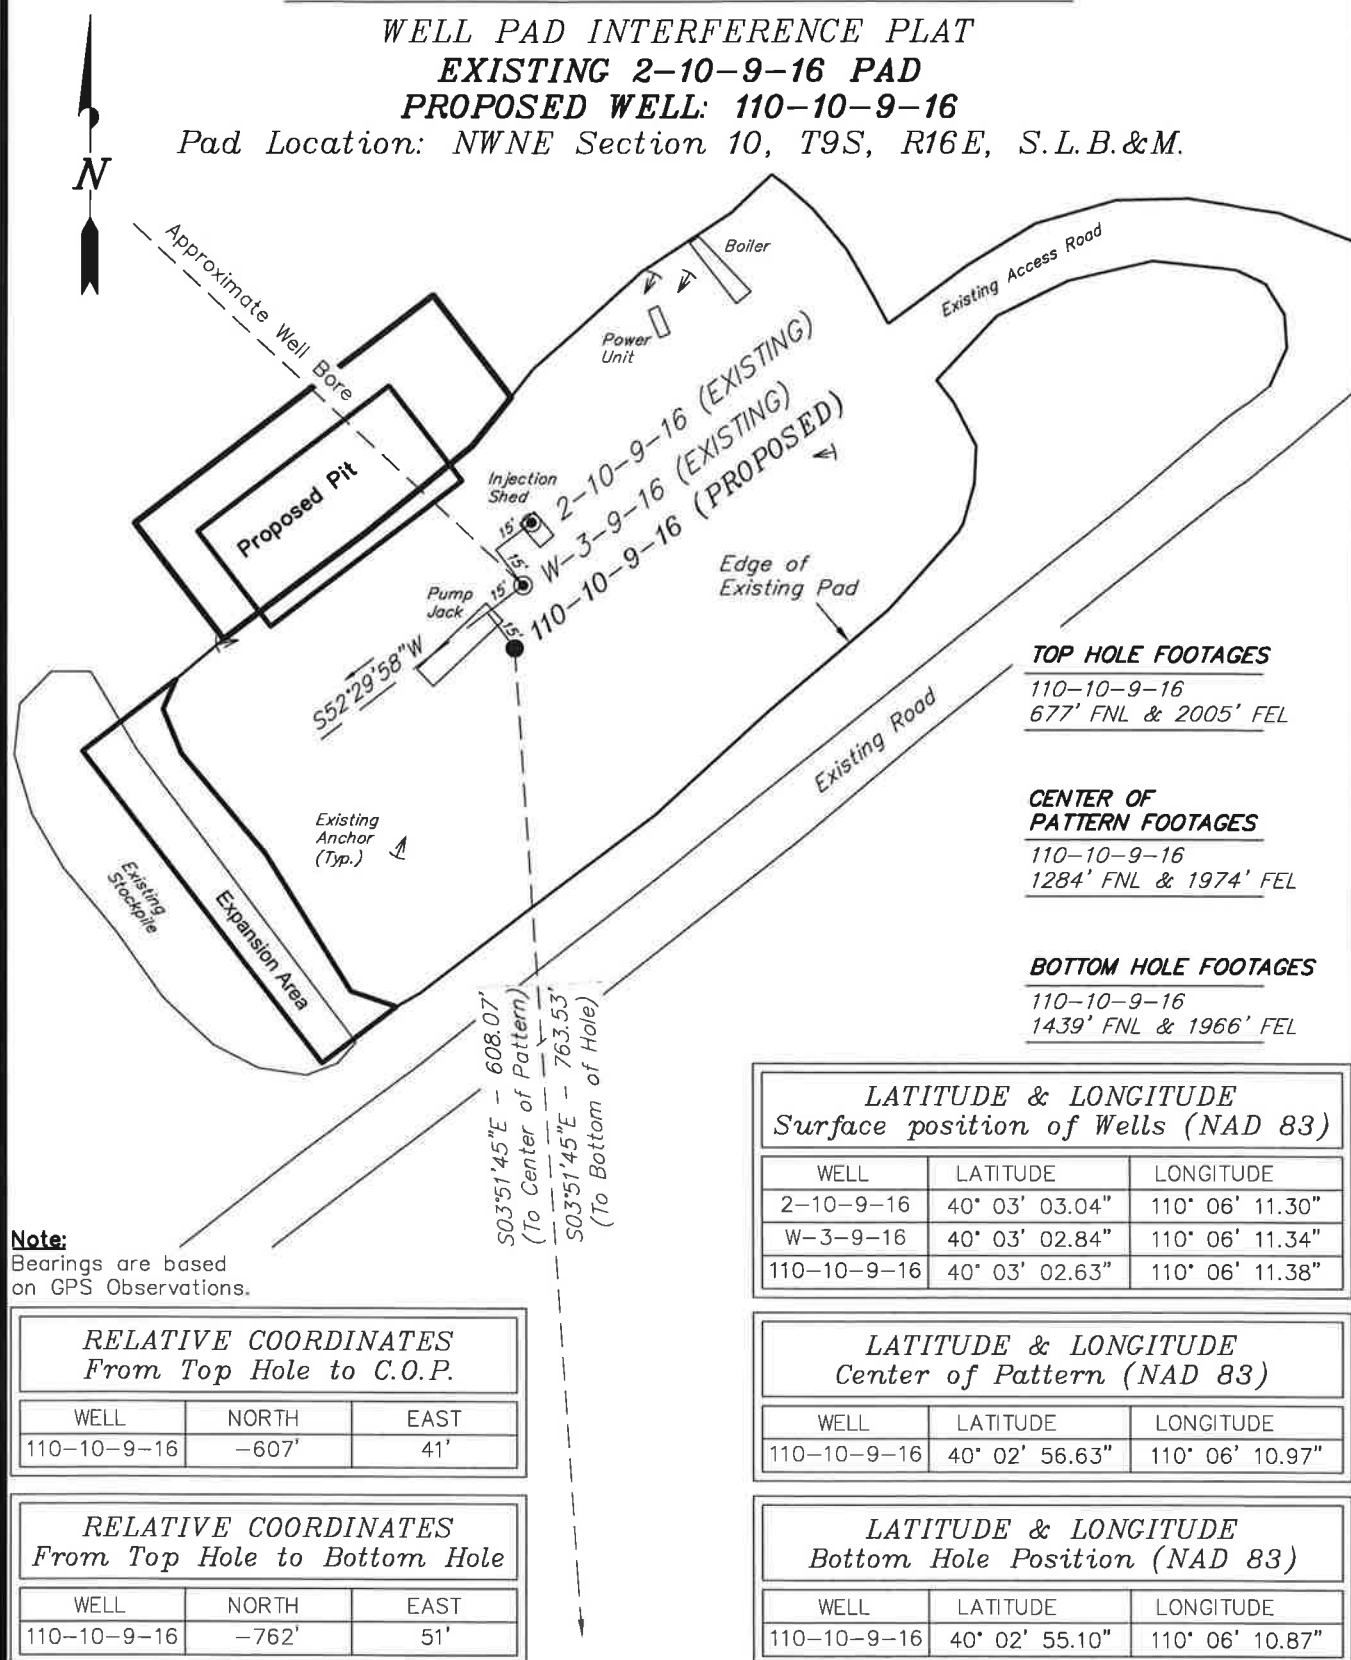 WELL PAD INTERFERENCE PLAT
EXISTING 2-10-9-16 PAD
PROPOSED WELL: 110-10-9-16
Pad Location: NWNE Section 10, T9S, R16E, S.L.B.&M.
N
Approximate Well Bore
Boiler
Existing Access Road
Power
Unit
Proposed Pit
Injection
Shed
2-10-9-16 (EXISTING)
W-3-9-16 (EXISTING)
110-10-9-16 (PROPOSED)
15'
15'
15'
15'
Pump
Jack
S52°29'58"W
Edge of
Existing Pad
Existing Road
Existing
Anchor
(Typ.)
Existing
Stockpile
Expansion Area
S03°51'45"E - 608.07'
(To Center of Pattern)
S03°51'45"E - 763.53'
(To Bottom of Hole)
TOP HOLE FOOTAGES
110-10-9-16
677' FNL & 2005' FEL
CENTER OF
PATTERN FOOTAGES
110-10-9-16
1284' FNL & 1974' FEL
BOTTOM HOLE FOOTAGES
110-10-9-16
1439' FNL & 1966' FEL
Note:
Bearings are based
on GPS Observations.
RELATIVE COORDINATES
From Top Hole to C.O.P.
WELL NORTH EAST
110-10-9-16 -607' 41'
RELATIVE COORDINATES
From Top Hole to Bottom Hole
WELL NORTH EAST
110-10-9-16 -762' 51'
LATITUDE & LONGITUDE
Surface position of Wells (NAD 83)
WELL LATITUDE LONGITUDE
2-10-9-16 40° 03' 03.04" 110° 06' 11.30"
W-3-9-16 40° 03' 02.84" 110° 06' 11.34"
110-10-9-16 40° 03' 02.63" 110° 06' 11.38"
LATITUDE & LONGITUDE
Center of Pattern (NAD 83)
WELL LATITUDE LONGITUDE
110-10-9-16 40° 02' 56.63" 110° 06' 10.97"
LATITUDE & LONGITUDE
Bottom Hole Position (NAD 83)
WELL LATITUDE LONGITUDE
110-10-9-16 40° 02' 55.10" 110° 06' 10.87"